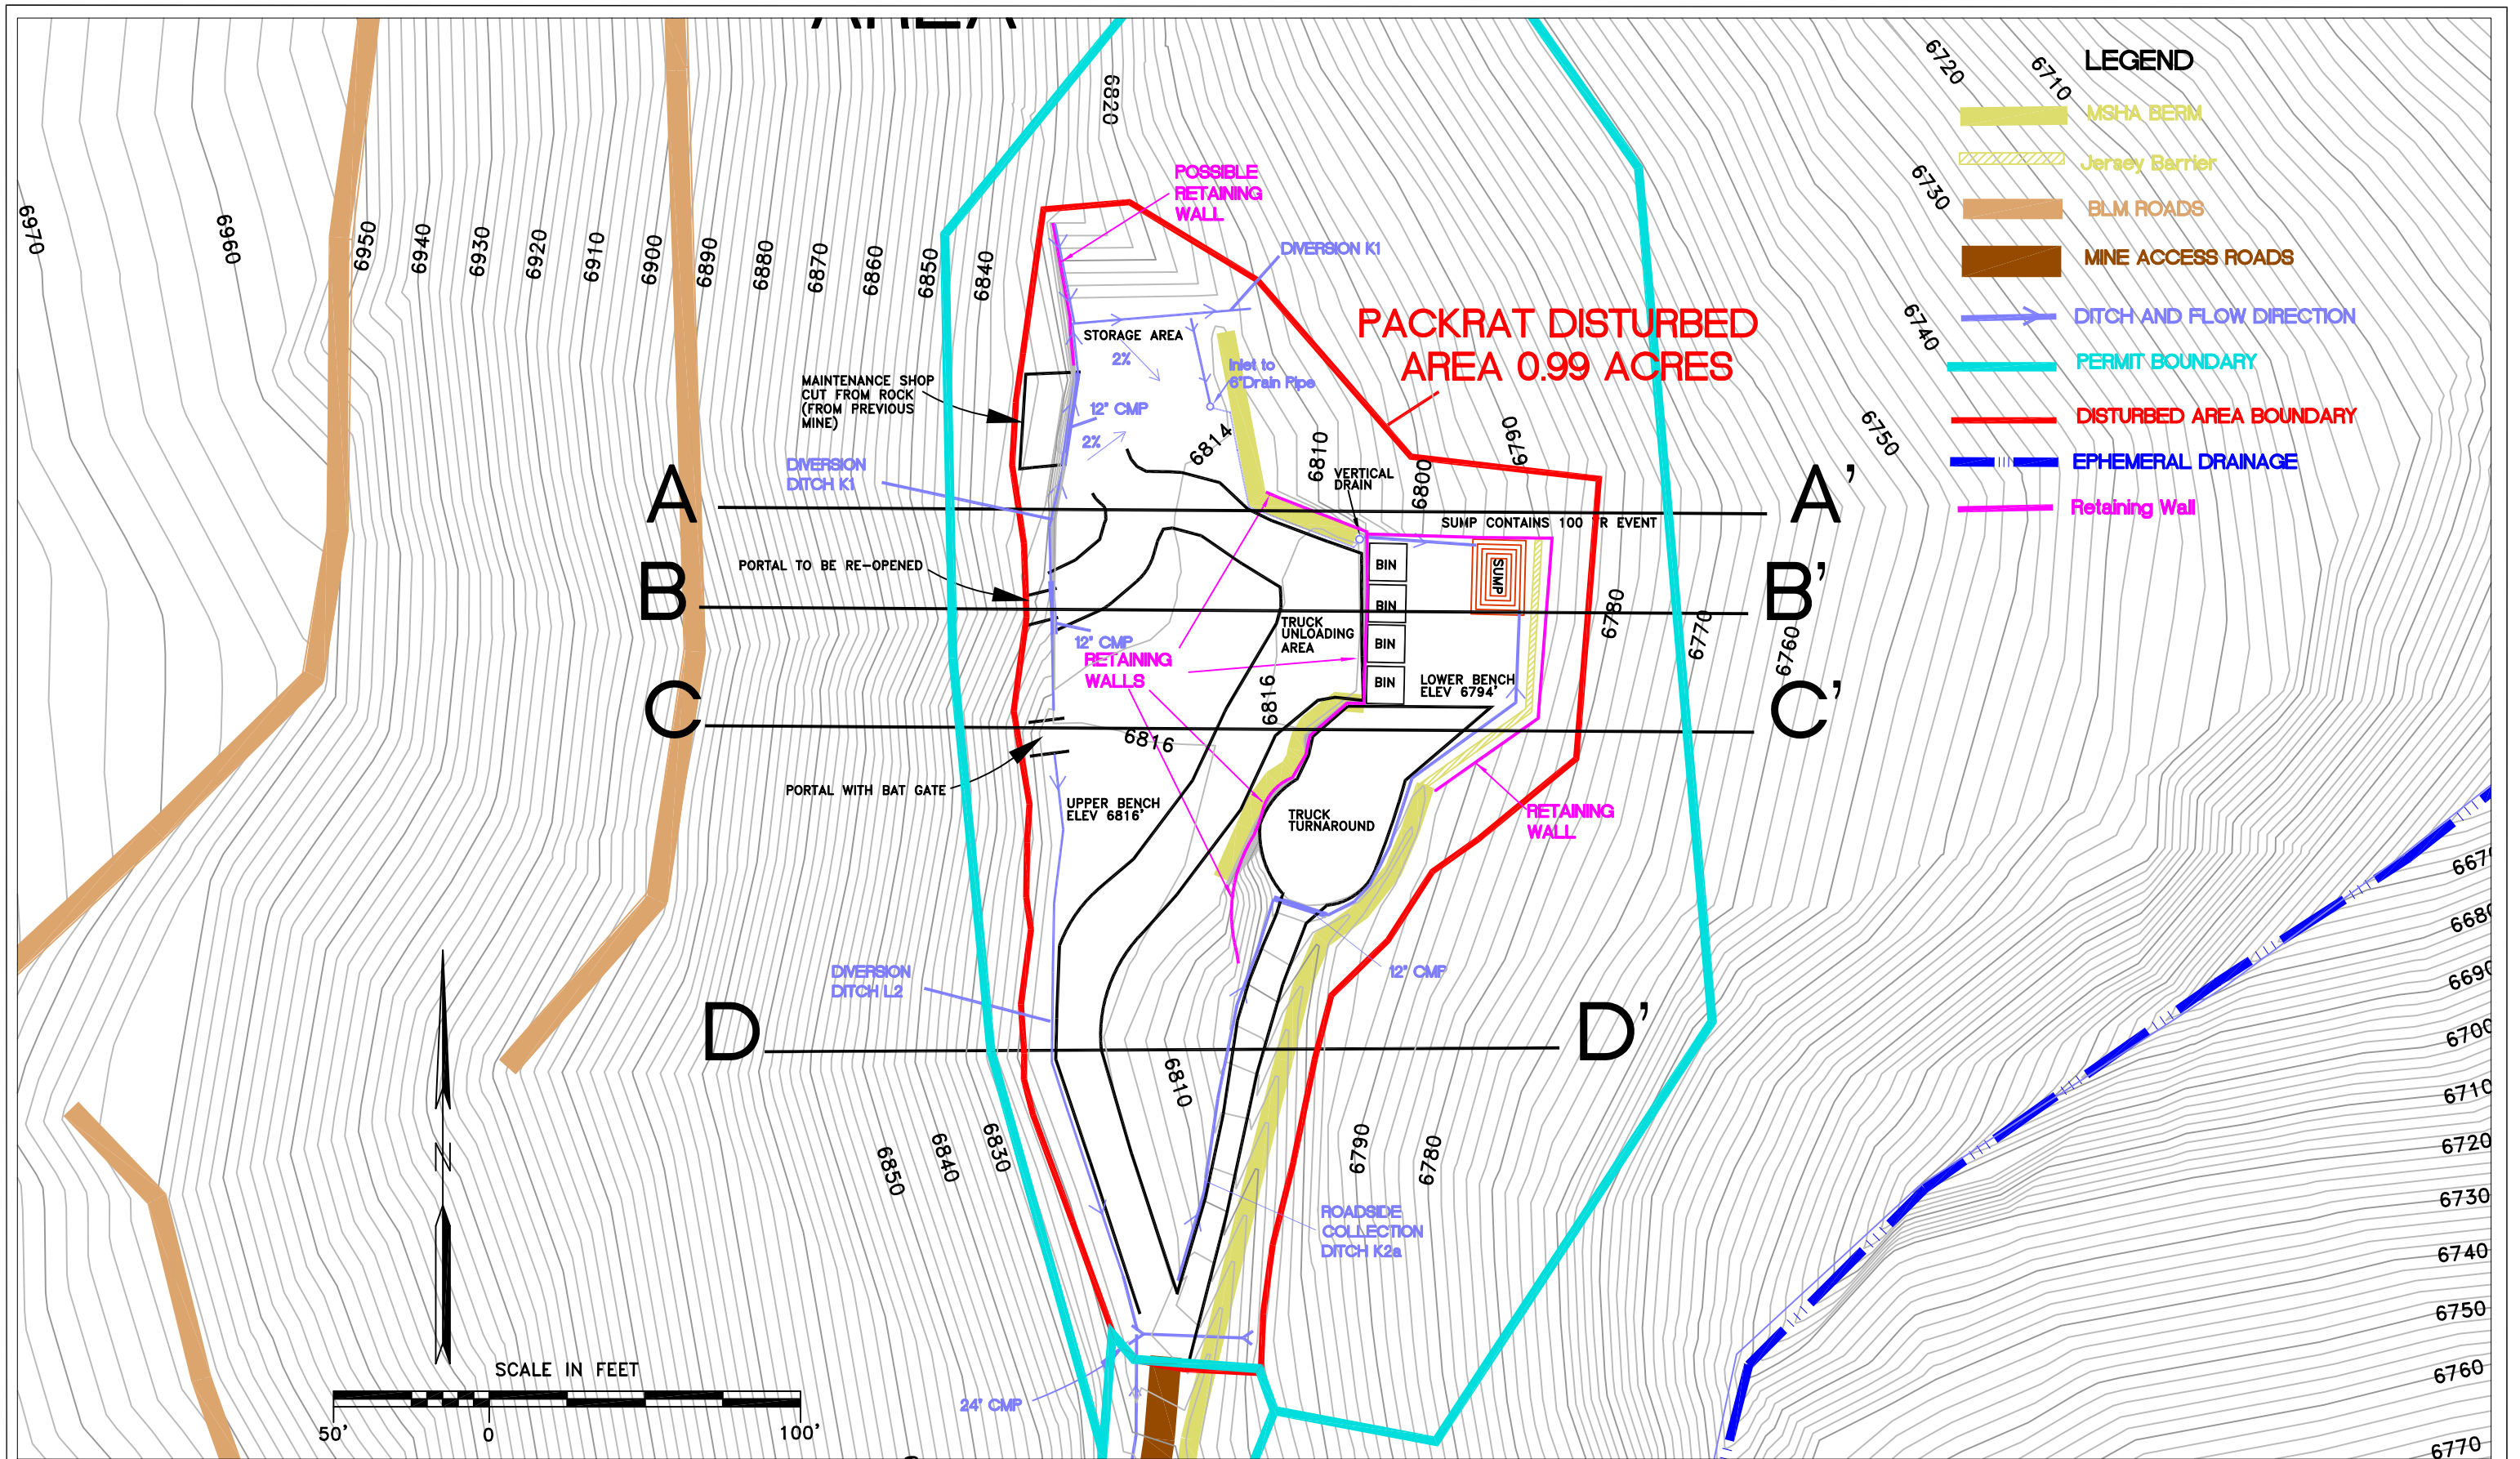 AREA
LEGEND
MSHA BERM
Jersey Barrier
BLM ROADS
MINE ACCESS ROADS
DITCH AND FLOW DIRECTION
PERMIT BOUNDARY
DISTURBED AREA BOUNDARY
EPHEMERAL DRAINAGE
Retaining Wall
6720
6710
6730
6740
6750
6820
6970
6960
6950
6940
6930
6920
6910
6900
6890
6880
6870
6860
6850
6840
POSSIBLE
RETAINING
WALL
DIVERSION K1
PACKRAT DISTURBED
AREA 0.99 ACRES
STORAGE AREA
2%
Inlet to
6"Drain Pipe
MAINTENANCE SHOP
CUT FROM ROCK
(FROM PREVIOUS
MINE)
12" CMP
2%
DIVERSION
DITCH K1
6814
6810
6800
6790
VERTICAL
DRAIN
A
A'
SUMP CONTAINS 100 YR EVENT
PORTAL TO BE RE-OPENED
BIN
SUMP
B
B'
BIN
12" CMP
TRUCK
UNLOADING
AREA
BIN
6780
6770
6760
RETAINING
WALLS
BIN
LOWER BENCH
ELEV 6794'
6816
C
C'
6816
PORTAL WITH BAT GATE
UPPER BENCH
ELEV 6816'
TRUCK
TURNAROUND
RETAINING
WALL
DIVERSION
DITCH L2
12" CMP
D
D'
6810
6850
6840
6830
6790
6780
ROADSIDE
COLLECTION
DITCH K2a
N
SCALE IN FEET
50'
0
100'
24" CMP
6670
6680
6690
6700
6710
6720
6730
6740
6750
6760
6770